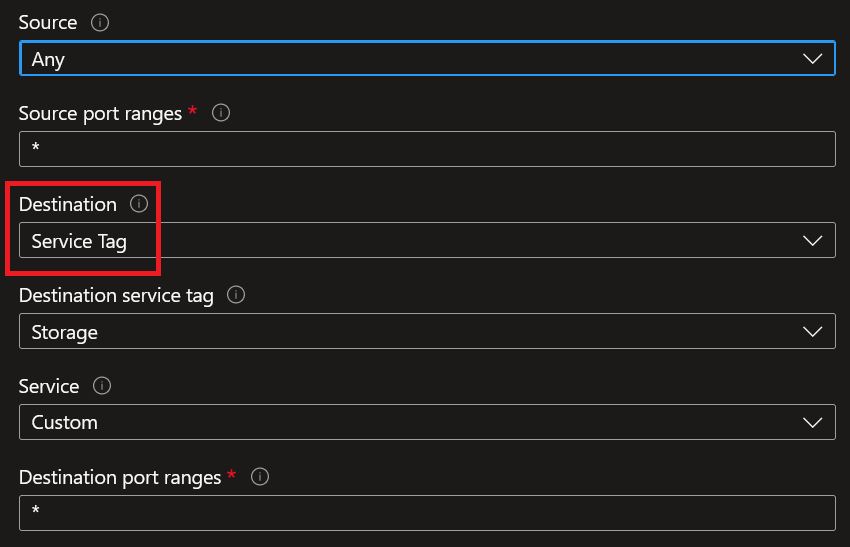 Source
Any
Source port ranges *
*
Destination
Service Tag
Destination service tag
Storage
Service
Custom
Destination port ranges *
*